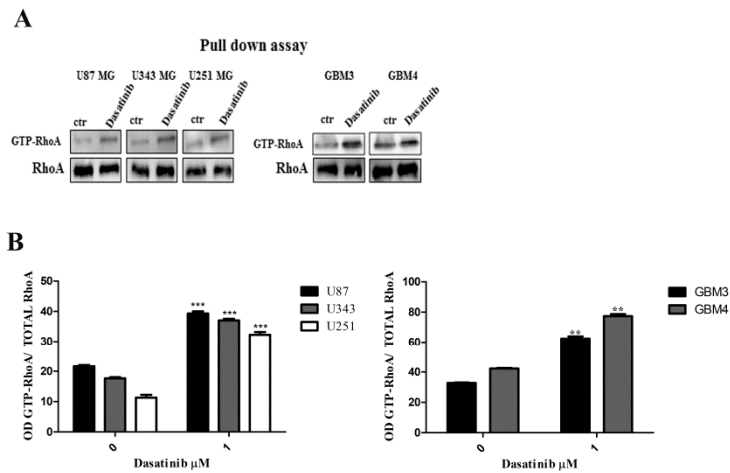 A
Pull down assay
U87 MG U343 MG U251 MG
ctr Dasatinib ctr Dasatinib ctr Dasatinib
GTP-RhoA
RhoA
GBM3 GBM4
ctr Dasatinib ctr Dasatinib
GTP-RhoA
RhoA
B
OD GTP-RhoA/ TOTAL RhoA
50
40
30
20
10
0
*** *** ***
U87
U343
U251
0 1
Dasatinib µM
OD GTP-RhoA/ TOTAL RhoA
100
80
60
40
20
0
** **
GBM3
GBM4
0 1
Dasatinib µM